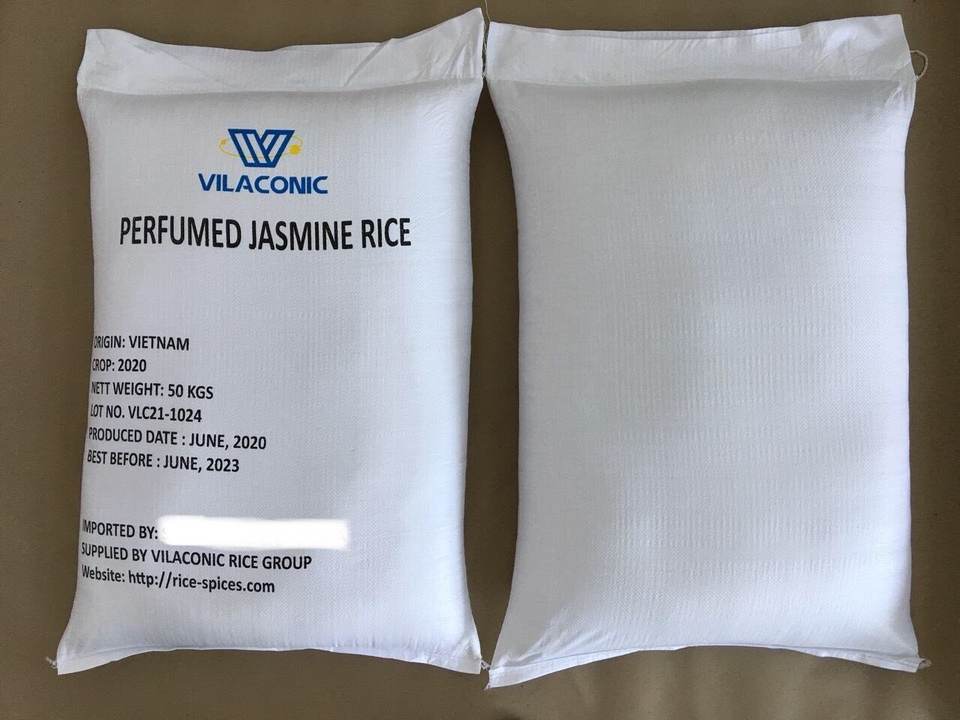 VILACONIC
PERFUMED JASMINE RICE
ORIGIN: VIETNAM
CROP: 2020
NETT WEIGHT: 50 KGS
LOT NO. VLC21-1024
PRODUCED DATE : JUNE, 2020
BEST BEFORE : JUNE, 2023
IMPORTED BY:
SUPPLIED BY VILACONIC RICE GROUP
Website: http://rice-spices.com